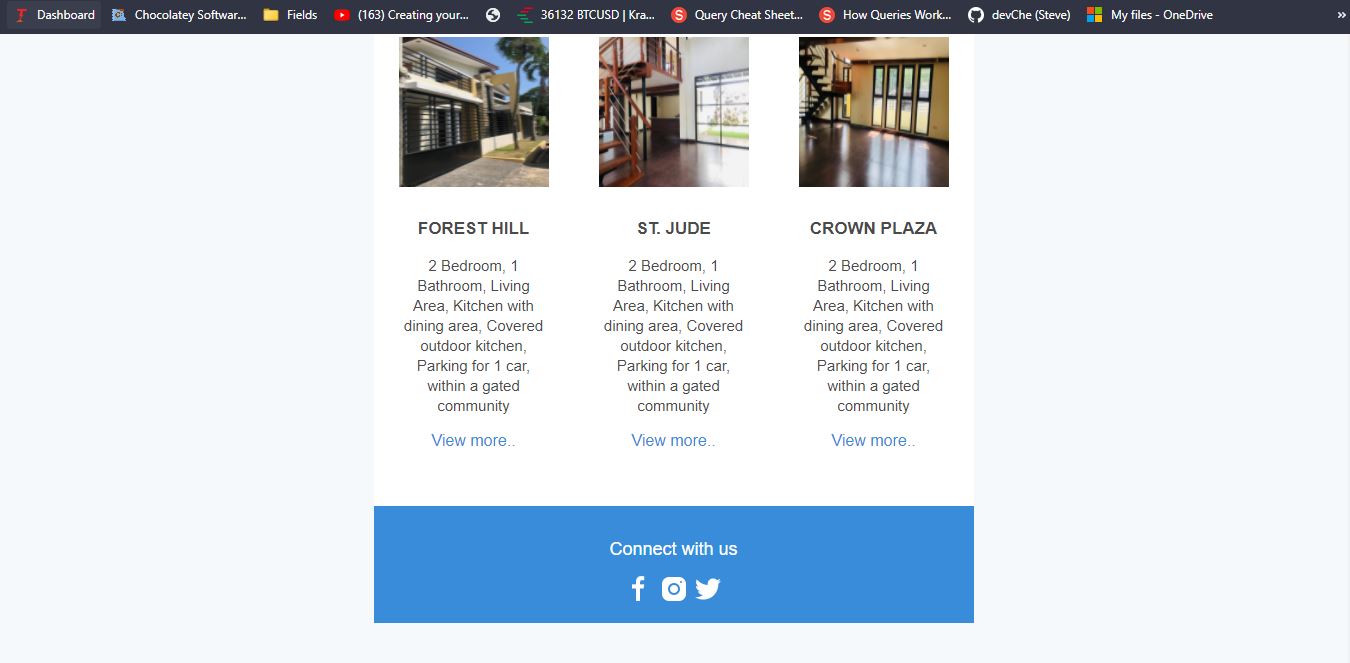 Dashboard
Chocolatey Softwar...
Fields
(163) Creating your...
36132 BTCUSD | Kra...
Query Cheat Sheet...
How Queries Work...
devChe (Steve)
My files - OneDrive
»
FOREST HILL
2 Bedroom, 1
Bathroom, Living
Area, Kitchen with
dining area, Covered
outdoor kitchen,
Parking for 1 car,
within a gated
community
View more..
ST. JUDE
2 Bedroom, 1
Bathroom, Living
Area, Kitchen with
dining area, Covered
outdoor kitchen,
Parking for 1 car,
within a gated
community
View more..
CROWN PLAZA
2 Bedroom, 1
Bathroom, Living
Area, Kitchen with
dining area, Covered
outdoor kitchen,
Parking for 1 car,
within a gated
community
View more..
Connect with us